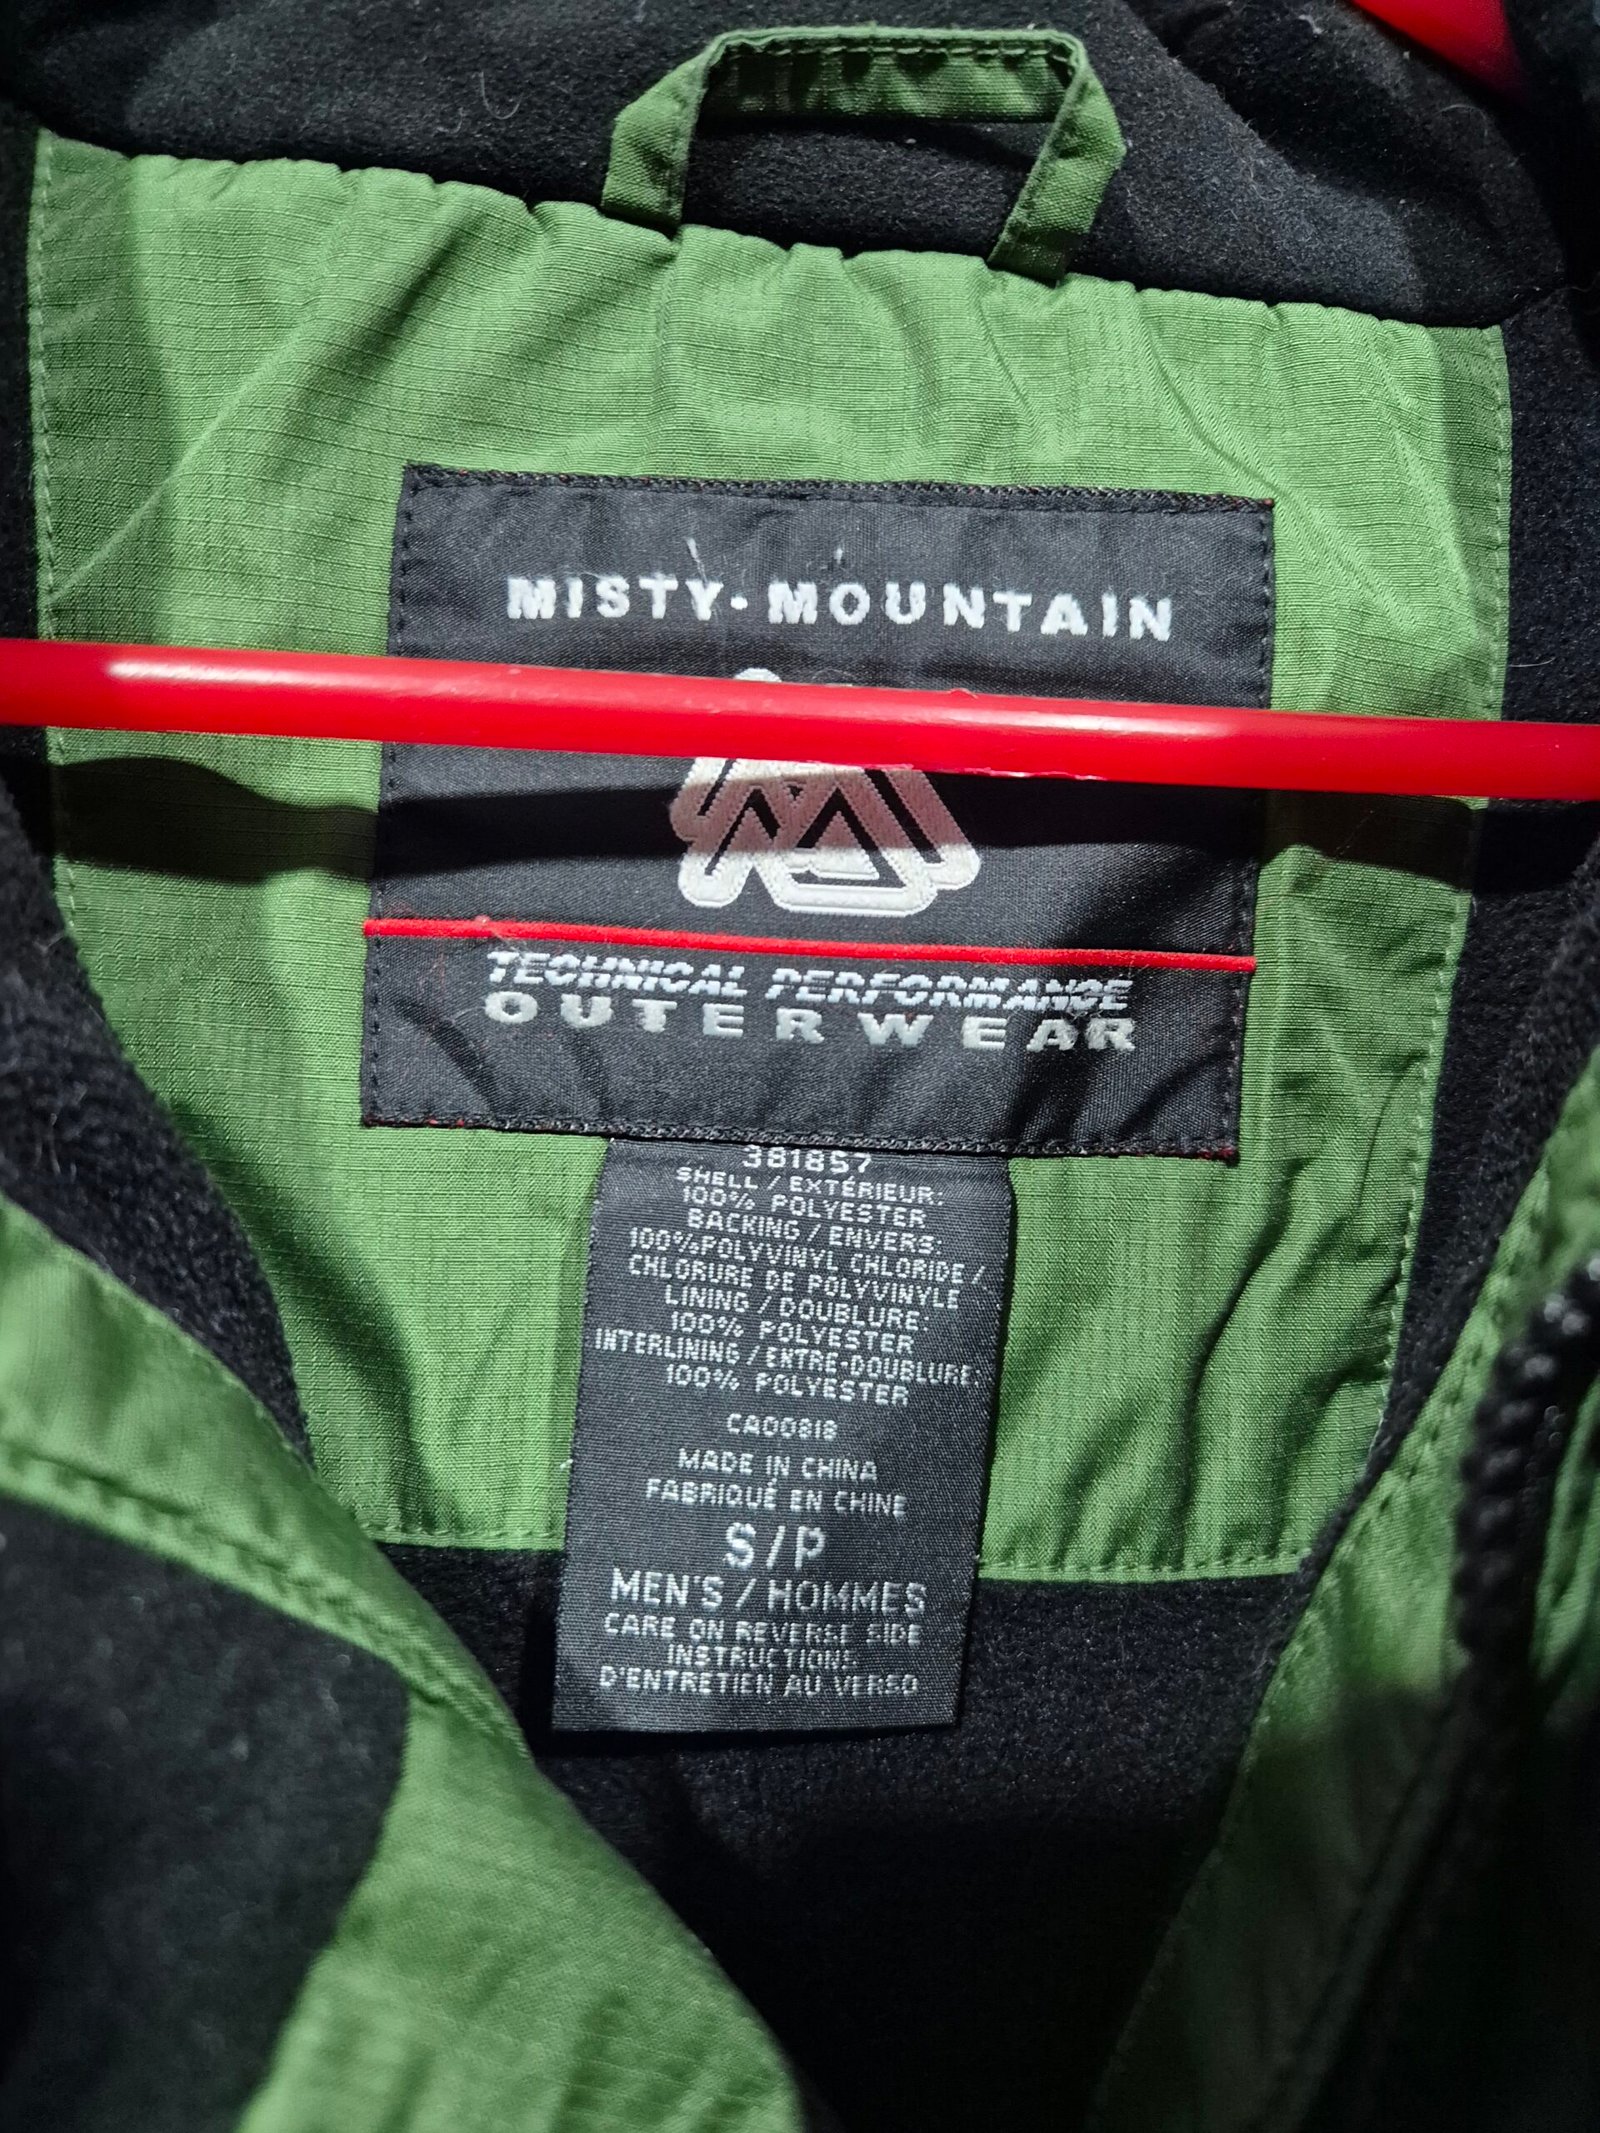 MISTY·MOUNTAIN
TECHNICAL PERFORMANCE
OUTERWEAR
381857
SHELL / EXTÉRIEUR:
100% POLYESTER
BACKING / ENVERS:
100%POLYVINYL CHLORIDE /
CHLORURE DE POLYVINYLE
LINING / DOUBLURE:
100% POLYESTER
INTERLINING / ENTRE-DOUBLURE:
100% POLYESTER
CA00818
MADE IN CHINA
FABRIQUÉ EN CHINE
S/P
MEN'S / HOMMES
CARE ON REVERSE SIDE
INSTRUCTIONS
D'ENTRETIEN AU VERSO